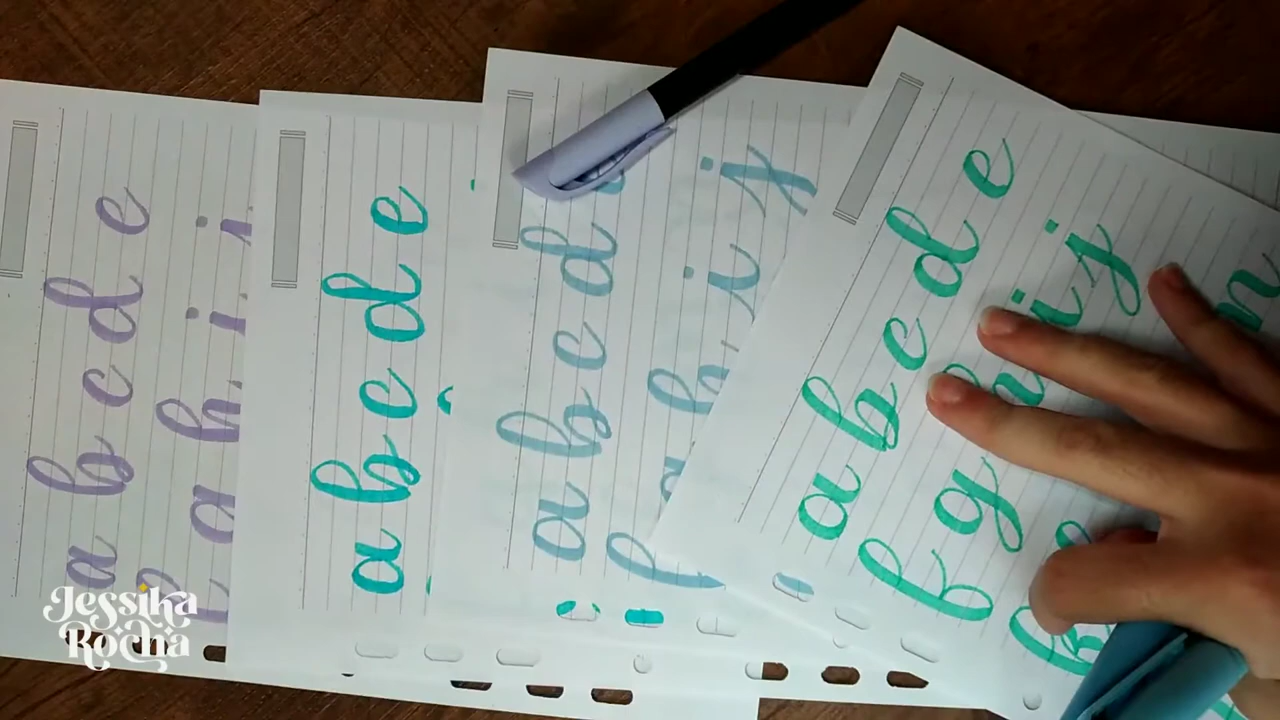 a b c d e
h i
a b c d e
a b c d
f h i j
a b c d e
f g h i j
k n
Jessika
Rocha